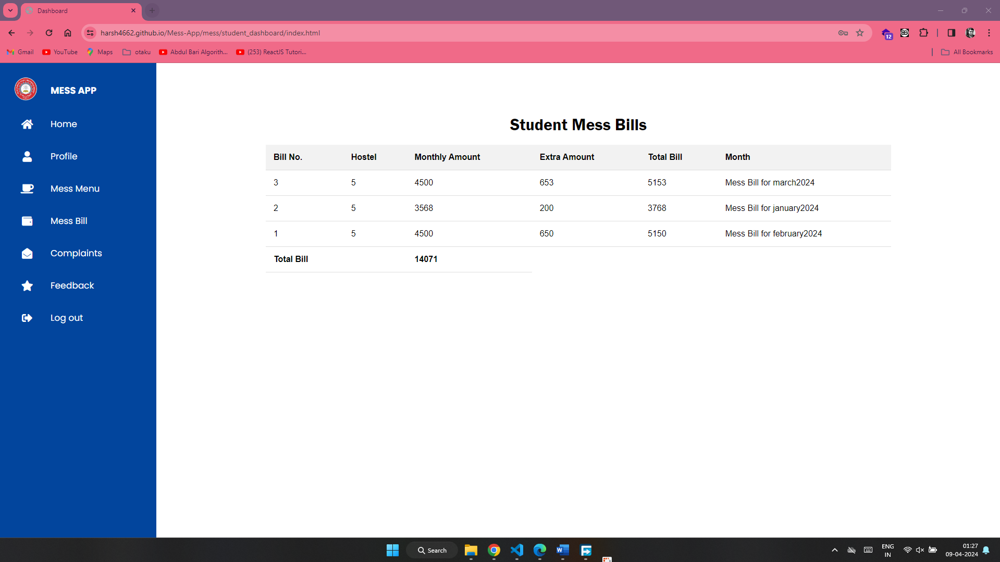 Dashboard
harsh4662.github.io/Mess-App/mess/student_dashboard/index.html
12
Gmail YouTube Maps otaku Abdul Bari Algorith... (253) ReactJS Tutori... All Bookmarks
MESS APP
Home
Profile
Mess Menu
Mess Bill
Complaints
Feedback
Log out
Student Mess Bills
Bill No. Hostel Monthly Amount Extra Amount Total Bill Month
3 5 4500 653 5153 Mess Bill for march2024
2 5 3568 200 3768 Mess Bill for january2024
1 5 4500 650 5150 Mess Bill for february2024
Total Bill 14071
Search
ENG
IN
01:27
09-04-2024